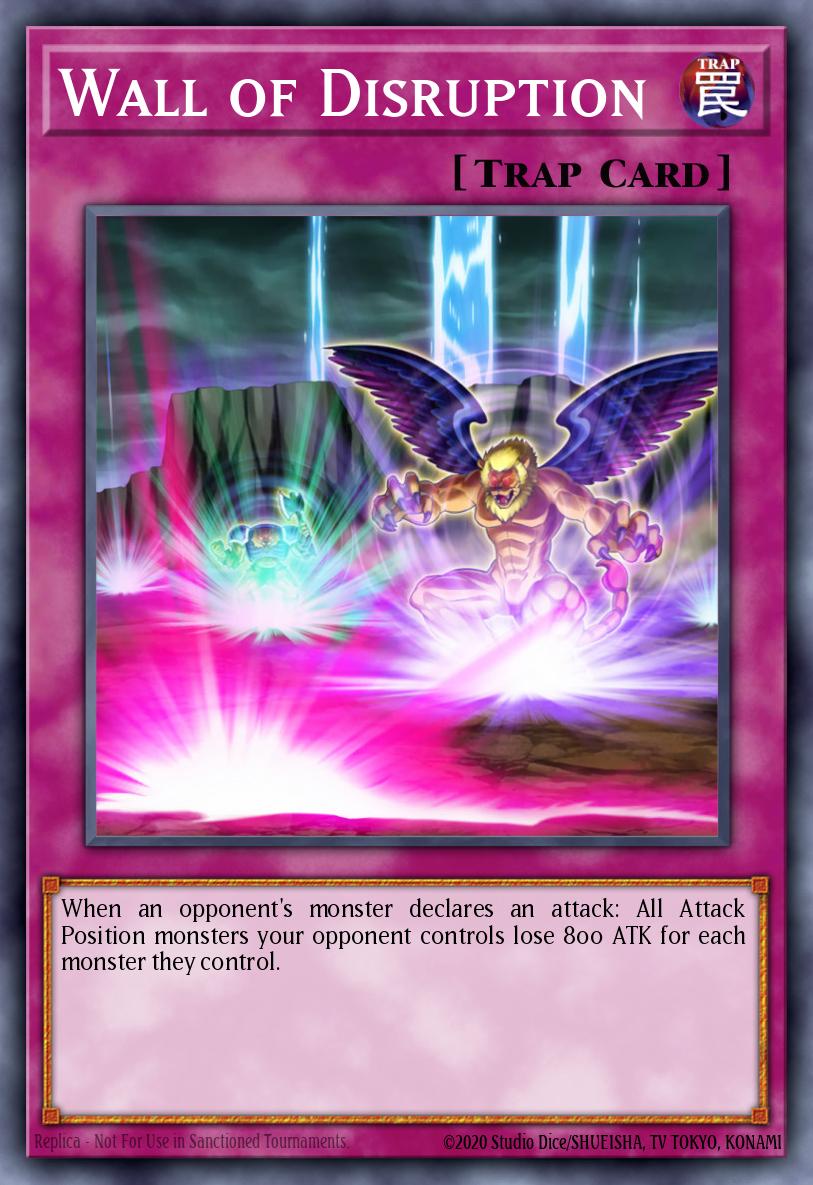 WALL OF DISRUPTION
TRAP
罠
[TRAP CARD]
When an opponent's monster declares an attack: All Attack
Position monsters your opponent controls lose 800 ATK for each
monster they control.
Replica - Not For Use in Sanctioned Tournaments.
©2020 Studio Dice/SHUEISHA, TV TOKYO, KONAMI